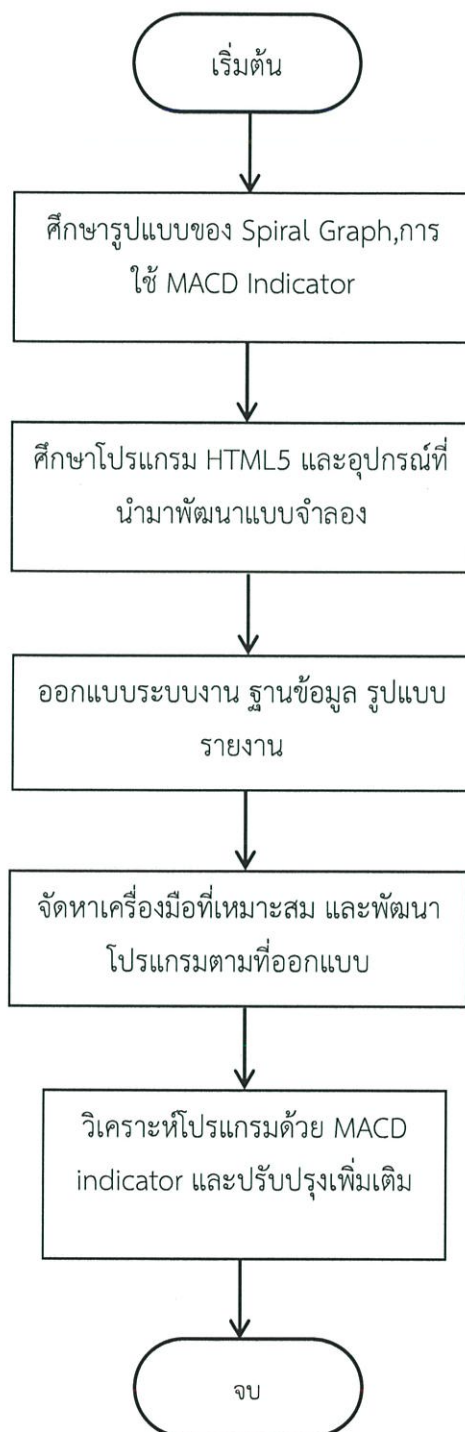 เริ่มต้น
ศึกษารูปแบบของ Spiral Graph,การ
ใช้ MACD Indicator
ศึกษาโปรแกรม HTML5 และอุปกรณ์ที่
นำมาพัฒนาแบบจำลอง
ออกแบบระบบงาน ฐานข้อมูล รูปแบบ
รายงาน
จัดหาเครื่องมือที่เหมาะสม และพัฒนา
โปรแกรมตามที่ออกแบบ
วิเคราะห์โปรแกรมด้วย MACD
indicator และปรับปรุงเพิ่มเติม
จบ